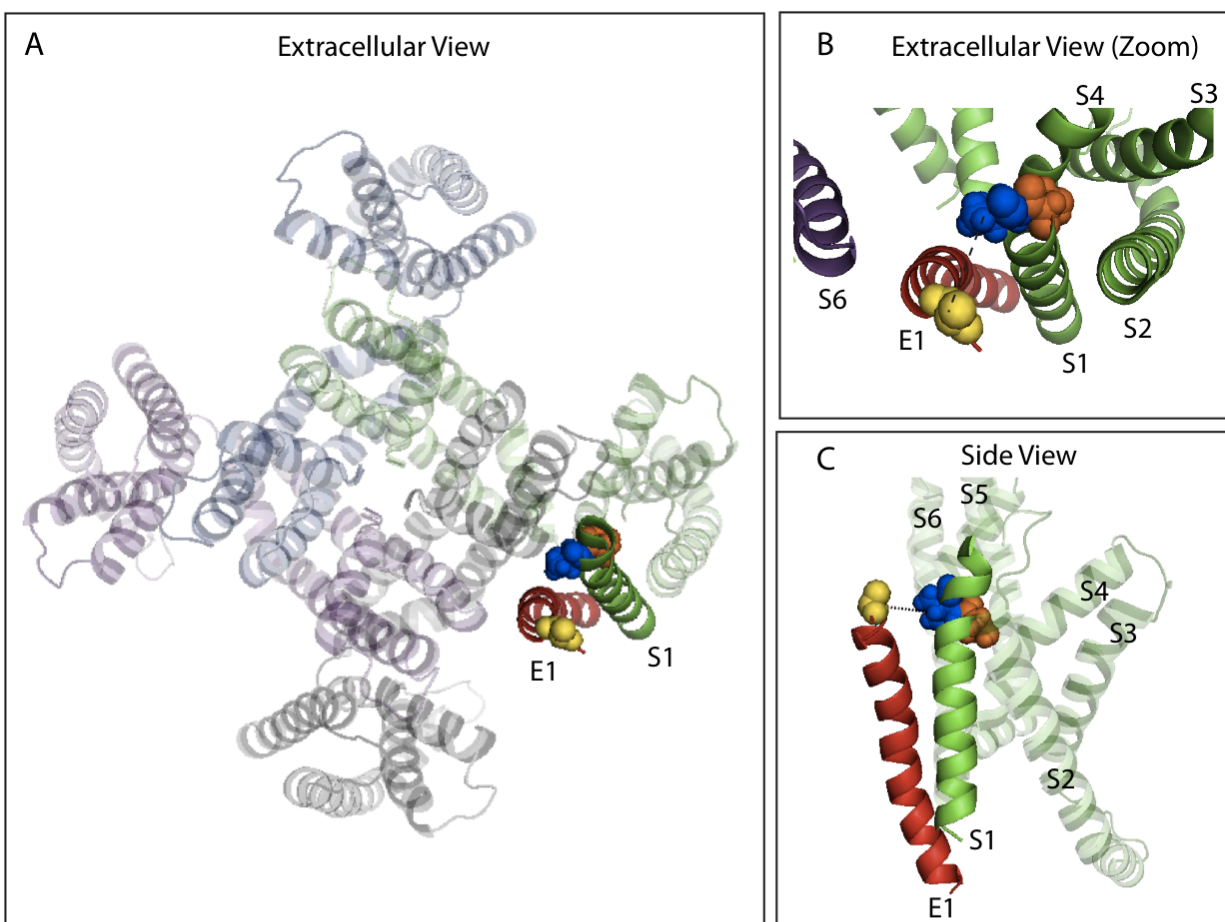 A
Extracellular View
E1
S1
B
Extracellular View (Zoom)
S4
S3
S6
E1
S1
S2
C
Side View
S5
S6
S4
S3
S2
S1
E1